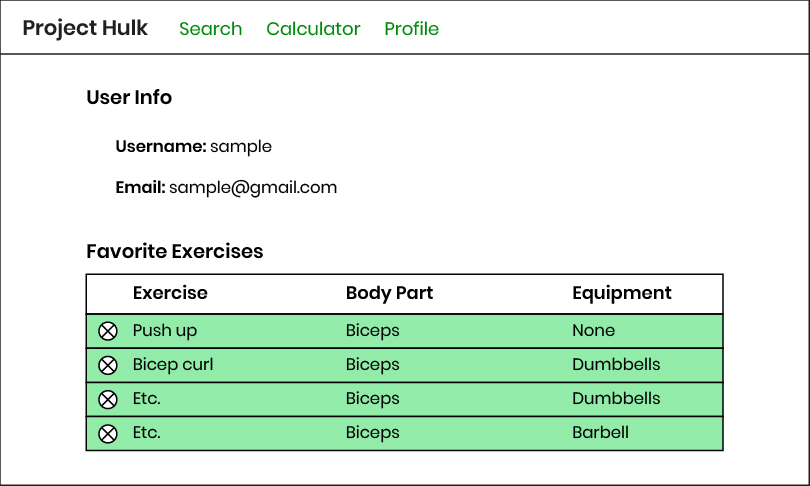 Project Hulk Search Calculator Profile
User Info
Username: sample
Email: sample@gmail.com
Favorite Exercises
Exercise Body Part Equipment
Push up Biceps None
Bicep curl Biceps Dumbbells
Etc. Biceps Dumbbells
Etc. Biceps Barbell